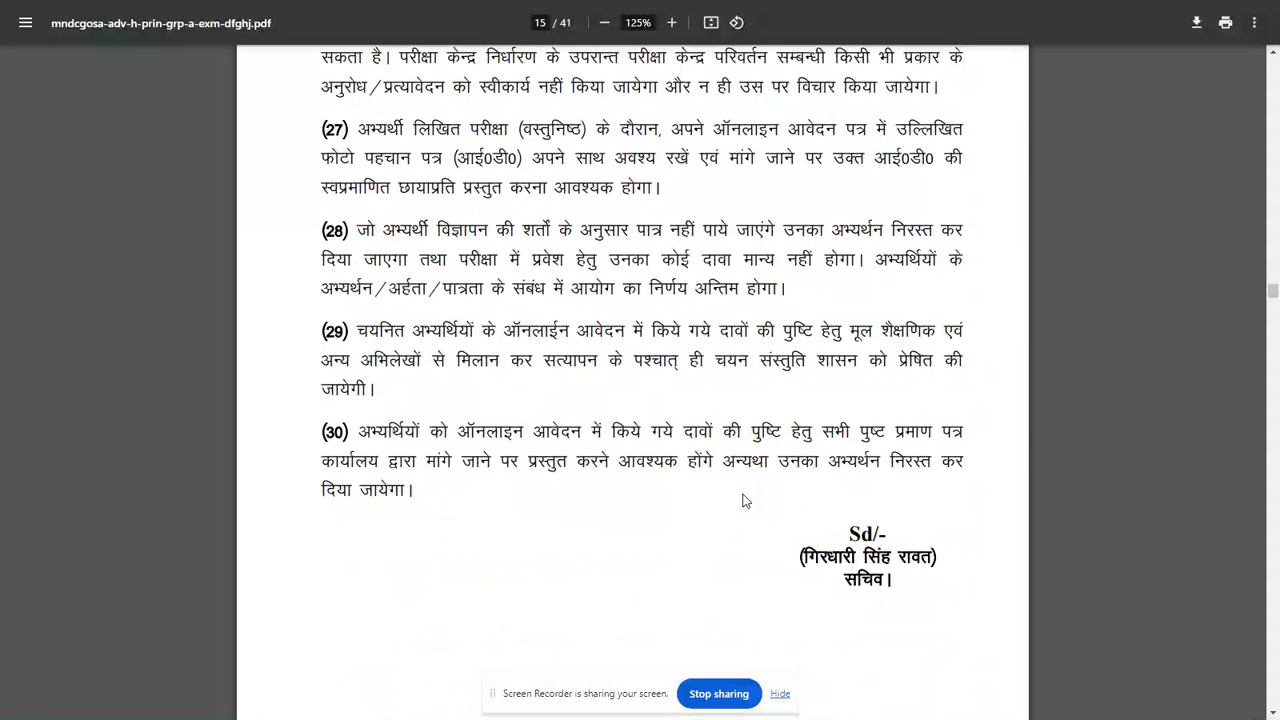 mndcgosa-adv-h-prin-grp-a-exm-dfghj.pdf
15 / 41
125%
सकता है। परीक्षा केन्द्र निर्धारण के उपरान्त परीक्षा केन्द्र परिवर्तन सम्बन्धी किसी भी प्रकार के
अनुरोध/प्रत्यावेदन को स्वीकार्य नहीं किया जायेगा और न ही उस पर विचार किया जायेगा।
(27) अभ्यर्थी लिखित परीक्षा (वस्तुनिष्ठ) के दौरान, अपने ऑनलाइन आवेदन पत्र में उल्लिखित
फोटो पहचान पत्र (आई0डी0) अपने साथ अवश्य रखें एवं मांगे जाने पर उक्त आई0डी0 की
स्वप्रमाणित छायाप्रति प्रस्तुत करना आवश्यक होगा।
(28) जो अभ्यर्थी विज्ञापन की शर्तों के अनुसार पात्र नहीं पाये जाएंगे उनका अभ्यर्थन निरस्त कर
दिया जाएगा तथा परीक्षा में प्रवेश हेतु उनका कोई दावा मान्य नहीं होगा। अभ्यर्थियों के
अभ्यर्थन/अर्हता/पात्रता के संबंध में आयोग का निर्णय अन्तिम होगा।
(29) चयनित अभ्यर्थियों के ऑनलाईन आवेदन में किये गये दावों की पुष्टि हेतु मूल शैक्षणिक एवं
अन्य अभिलेखों से मिलान कर सत्यापन के पश्चात् ही चयन संस्तुति शासन को प्रेषित की
जायेगी।
(30) अभ्यर्थियों को ऑनलाइन आवेदन में किये गये दावों की पुष्टि हेतु सभी पुष्ट प्रमाण पत्र
कार्यालय द्वारा मांगे जाने पर प्रस्तुत करने आवश्यक होंगे अन्यथा उनका अभ्यर्थन निरस्त कर
दिया जायेगा।
Sd/-
(गिरधारी सिंह रावत)
सचिव।
Screen Recorder is sharing your screen.
Stop sharing
Hide